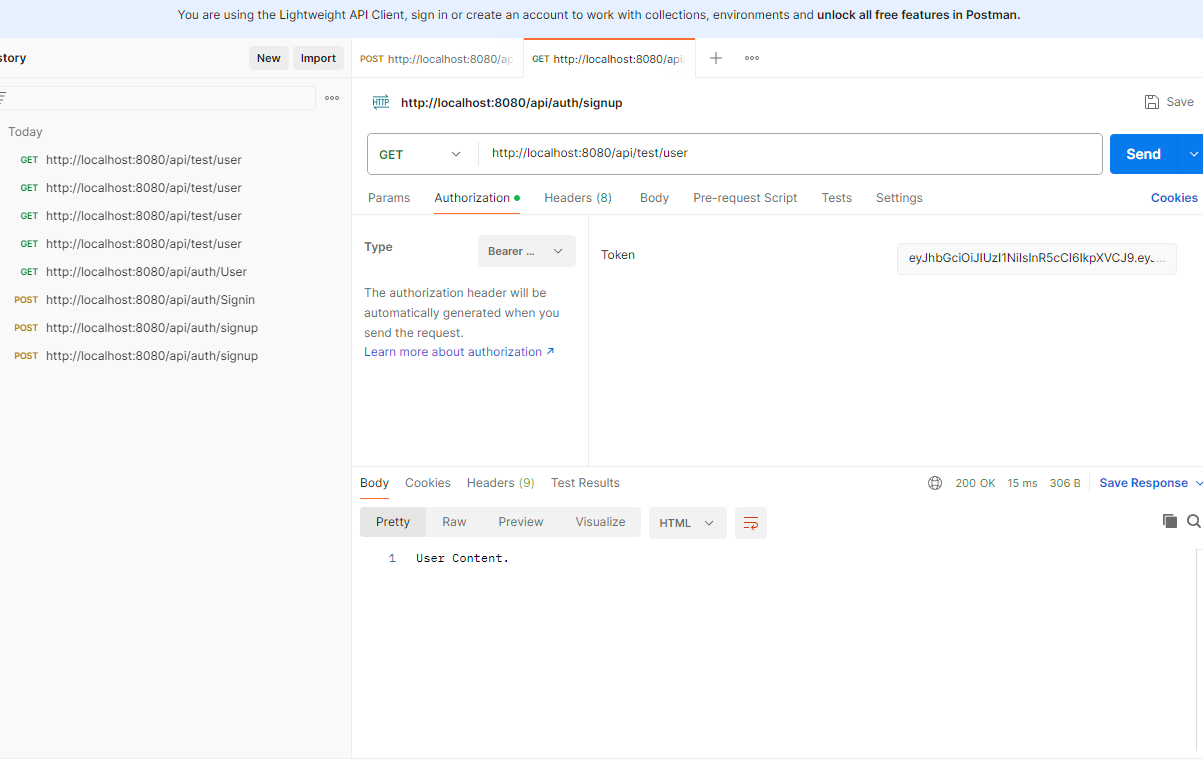 You are using the Lightweight API Client, sign in or create an account to work with collections, environments and unlock all free features in Postman.
story
New
Import
POST http://localhost:8080/ap
GET http://localhost:8080/api
HTTP http://localhost:8080/api/auth/signup
Save
Today
GET http://localhost:8080/api/test/user
GET http://localhost:8080/api/test/user
GET http://localhost:8080/api/test/user
GET http://localhost:8080/api/test/user
GET http://localhost:8080/api/auth/User
POST http://localhost:8080/api/auth/Signin
POST http://localhost:8080/api/auth/signup
POST http://localhost:8080/api/auth/signup
GET
http://localhost:8080/api/test/user
Send
Params Authorization Headers (8) Body Pre-request Script Tests Settings Cookies
Type
Bearer ...
The authorization header will be
automatically generated when you
send the request.
Learn more about authorization
Token
eyJhbGciOiJIUzI1NiIsInR5cCI6IkpXVCJ9.eyJ...
Body Cookies Headers (9) Test Results
200 OK 15 ms 306 B Save Response
Pretty Raw Preview Visualize HTML
1 User Content.